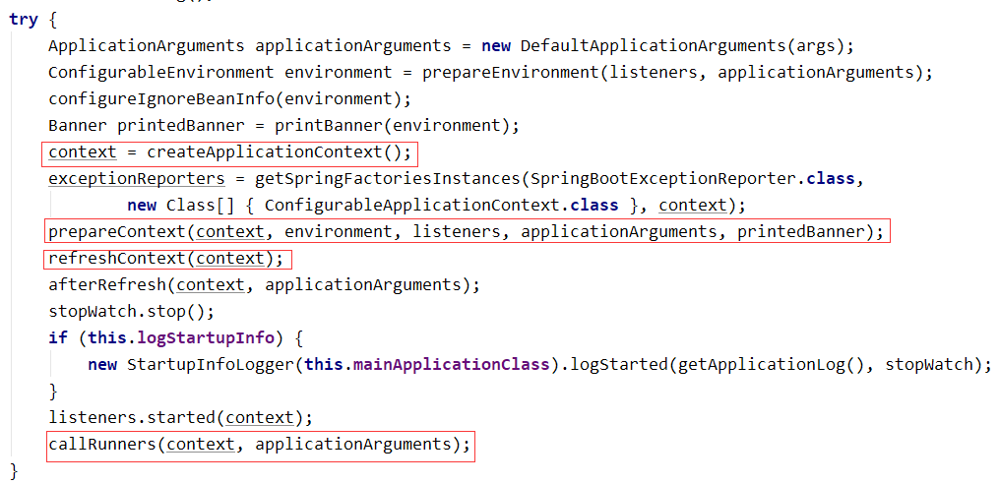 try {
ApplicationArguments applicationArguments = new DefaultApplicationArguments(args);
ConfigurableEnvironment environment = prepareEnvironment(listeners, applicationArguments);
configureIgnoreBeanInfo(environment);
Banner printedBanner = printBanner(environment);
context = createApplicationContext();
exceptionReporters = getSpringFactoriesInstances(SpringBootExceptionReporter.class,
new Class[] { ConfigurableApplicationContext.class }, context);
prepareContext(context, environment, listeners, applicationArguments, printedBanner);
refreshContext(context);
afterRefresh(context, applicationArguments);
stopWatch.stop();
if (this.logStartupInfo) {
new StartupInfoLogger(this.mainApplicationClass).logStarted(getApplicationLog(), stopWatch);
}
listeners.started(context);
callRunners(context, applicationArguments);
}